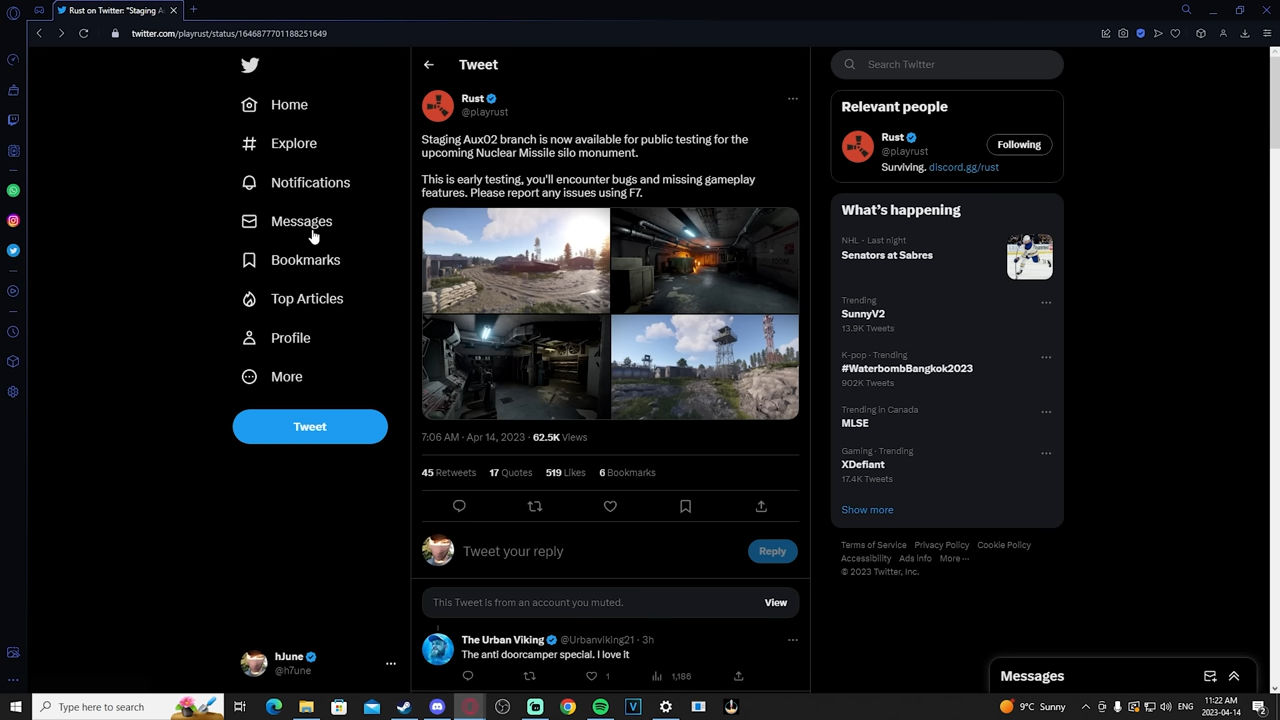 Rust on Twitter: "Staging A
twitter.com/playrust/status/1646877701188251649
Home
Explore
Notifications
Messages
Bookmarks
Top Articles
Profile
More
Tweet
hJune
@h7une
Tweet
Rust
@playrust
Staging Aux02 branch is now available for public testing for the
upcoming Nuclear Missile silo monument.
This is early testing, you'll encounter bugs and missing gameplay
features. Please report any issues using F7.
7:06 AM · Apr 14, 2023 · 62.5K Views
45 Retweets 17 Quotes 519 Likes 6 Bookmarks
Tweet your reply
Reply
This Tweet is from an account you muted.
View
The Urban Viking @Urbanviking21 · 3h
The anti doorcamper special. I love it
1
1,186
Search Twitter
Relevant people
Rust
@playrust
Following
Surviving. discord.gg/rust
What's happening
NHL · Last night
Senators at Sabres
Trending
SunnyV2
13.9K Tweets
K-pop · Trending
#WaterbombBangkok2023
902K Tweets
Trending in Canada
MLSE
Gaming · Trending
XDefiant
17.4K Tweets
Show more
Terms of Service Privacy Policy Cookie Policy
Accessibility Ads info More ···
© 2023 Twitter, Inc.
Messages
Type here to search
9°C Sunny
ENG
11:22 AM
2023-04-14